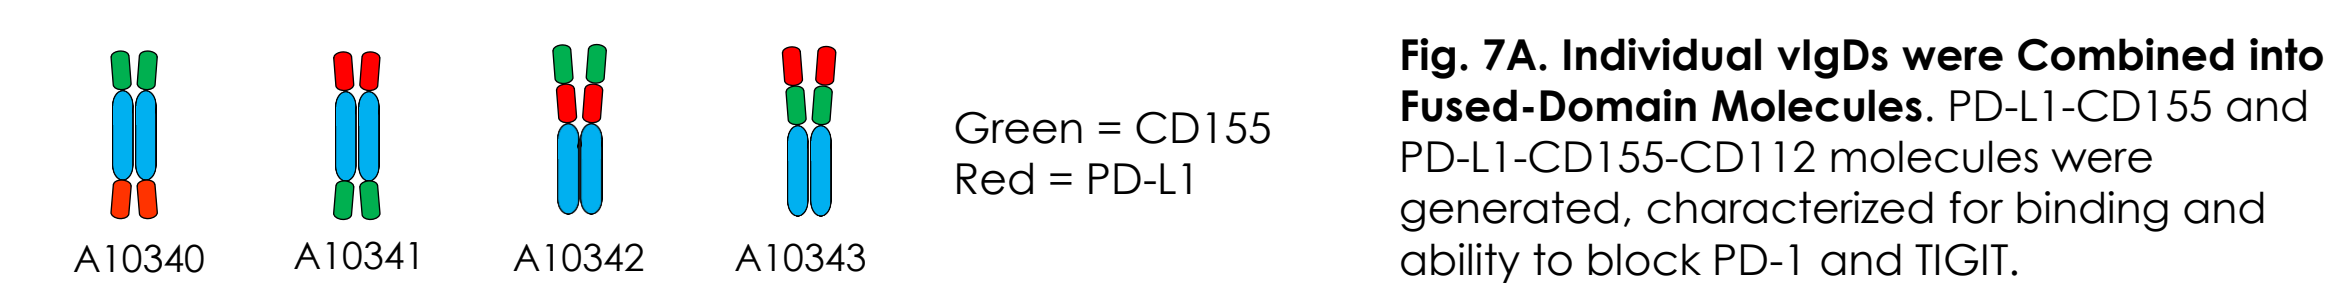 A10340
A10341
A10342
A10343
Green = CD155
Red = PD-L1
Fig. 7A. Individual vIgDs were Combined into
Fused-Domain Molecules. PD-L1-CD155 and
PD-L1-CD155-CD112 molecules were
generated, characterized for binding and
ability to block PD-1 and TIGIT.